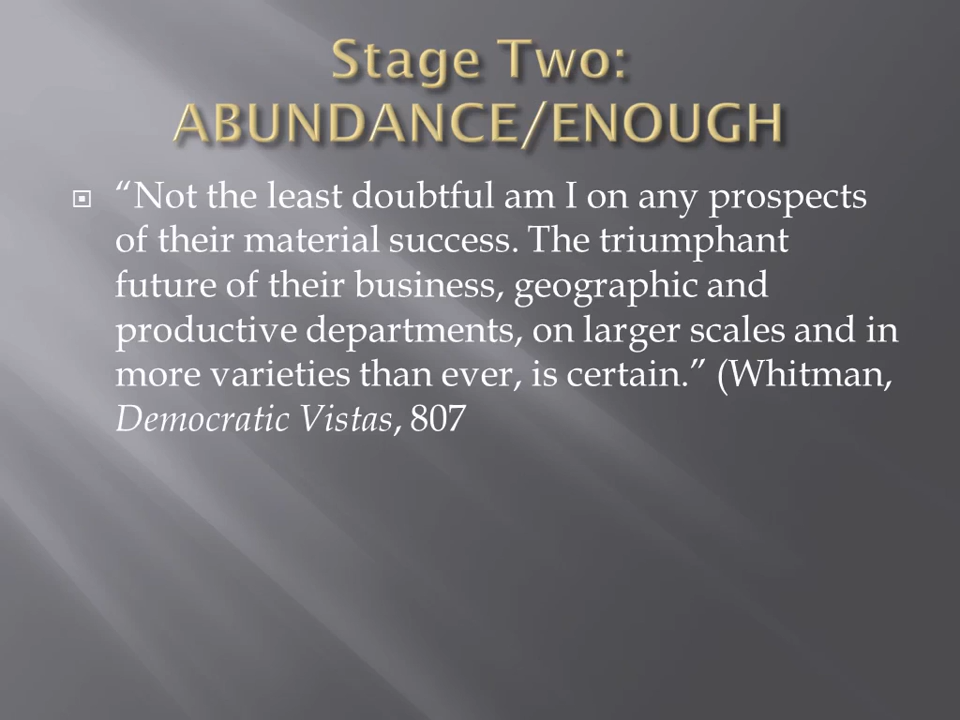 Stage Two:
ABUNDANCE/ENOUGH
“Not the least doubtful am I on any prospects
of their material success. The triumphant
future of their business, geographic and
productive departments, on larger scales and in
more varieties than ever, is certain.” (Whitman,
Democratic Vistas, 807